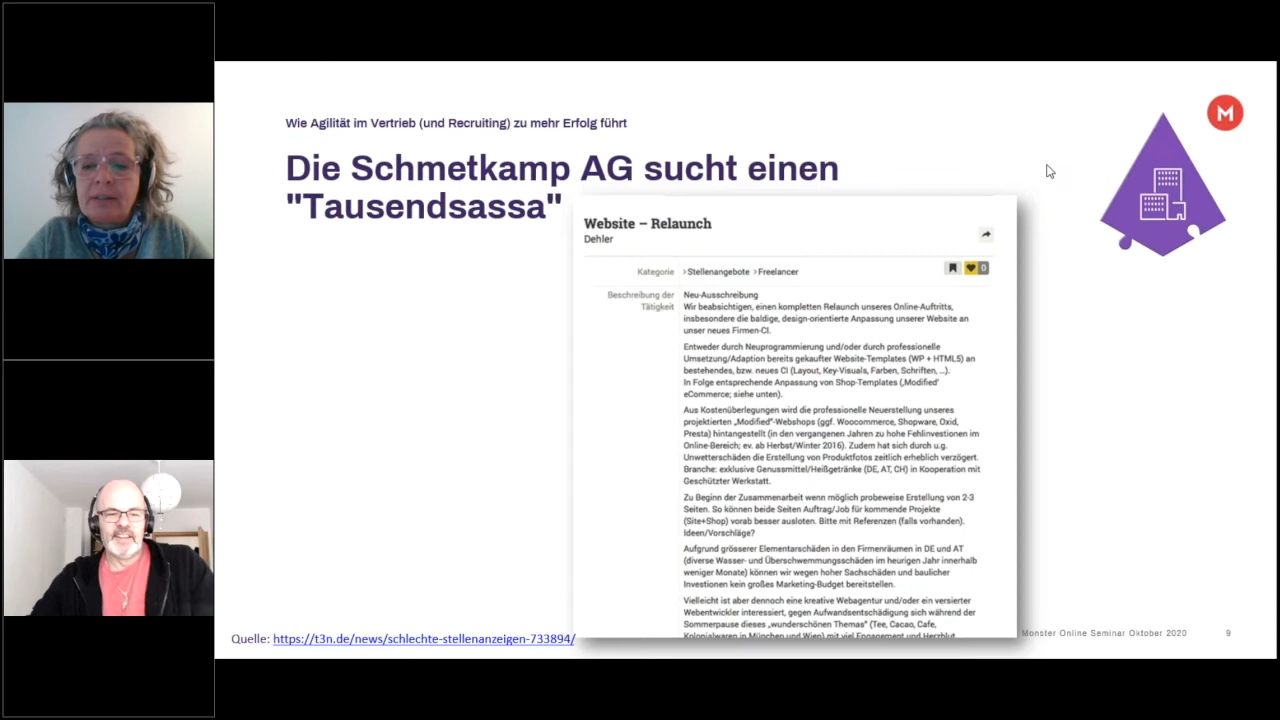 Wie Agilität im Vertrieb (und Recruiting) zu mehr Erfolg führt
M
Die Schmetkamp AG sucht einen
"Tausendsassa"
Website – Relaunch
Dehler
Kategorie › Stellenangebote › Freelancer
0
Beschreibung der
Tätigkeit
Neu-Ausschreibung
Wir beabsichtigen, einen kompletten Relaunch unseres Online-Auftritts,
insbesondere die baldige, design-orientierte Anpassung unserer Website an
unser neues Firmen-CI.
Entweder durch Neuprogrammierung und/oder durch professionelle
Umsetzung/Adaption bereits gekaufter Website-Templates (WP + HTML5) an
bestehendes, bzw. neues CI (Layout, Key-Visuals, Farben, Schriften, ...).
In Folge entsprechende Anpassung von Shop-Templates (‚Modified'
eCommerce; siehe unten).
Aus Kostenüberlegungen wird die professionelle Neuerstellung unseres
projektierten „Modified"-Webshops (ggf. Woocommerce, Shopware, Oxid,
Presta) hintangestellt (in den vergangenen Jahren zu hohe Fehlinvestionen im
Online-Bereich; ev. ab Herbst/Winter 2016). Zudem hat sich durch u.g.
Unwetterschäden die Erstellung von Produktfotos zeitlich erheblich verzögert.
Branche: exklusive Genussmittel/Heißgetränke (DE, AT, CH) in Kooperation mit
Geschützter Werkstatt.
Zu Beginn der Zusammenarbeit wenn möglich probeweise Erstellung von 2-3
Seiten. So können beide Seiten Auftrag/Job für kommende Projekte
(Site+Shop) vorab besser ausloten. Bitte mit Referenzen (falls vorhanden).
Ideen/Vorschläge?
Aufgrund grösserer Elementarschäden in den Firmenräumen in DE und AT
(diverse Wasser- und Überschwemmungsschäden im heurigen Jahr innerhalb
weniger Monate) können wir wegen hoher Sachschäden und baulicher
Investionen kein großes Marketing-Budget bereitstellen.
Vielleicht ist aber dennoch eine kreative Webagentur und/oder ein versierter
Webentwickler interessiert, gegen Aufwandsentschädigung sich während der
Sommerpause dieses „wunderschönen Themas" (Tee, Cacao, Cafe,
Kolonialwaren in München und Wien) mit viel Engagement und Herzblut
Quelle: https://t3n.de/news/schlechte-stellenanzeigen-733894/
Monster Online Seminar Oktober 2020 9